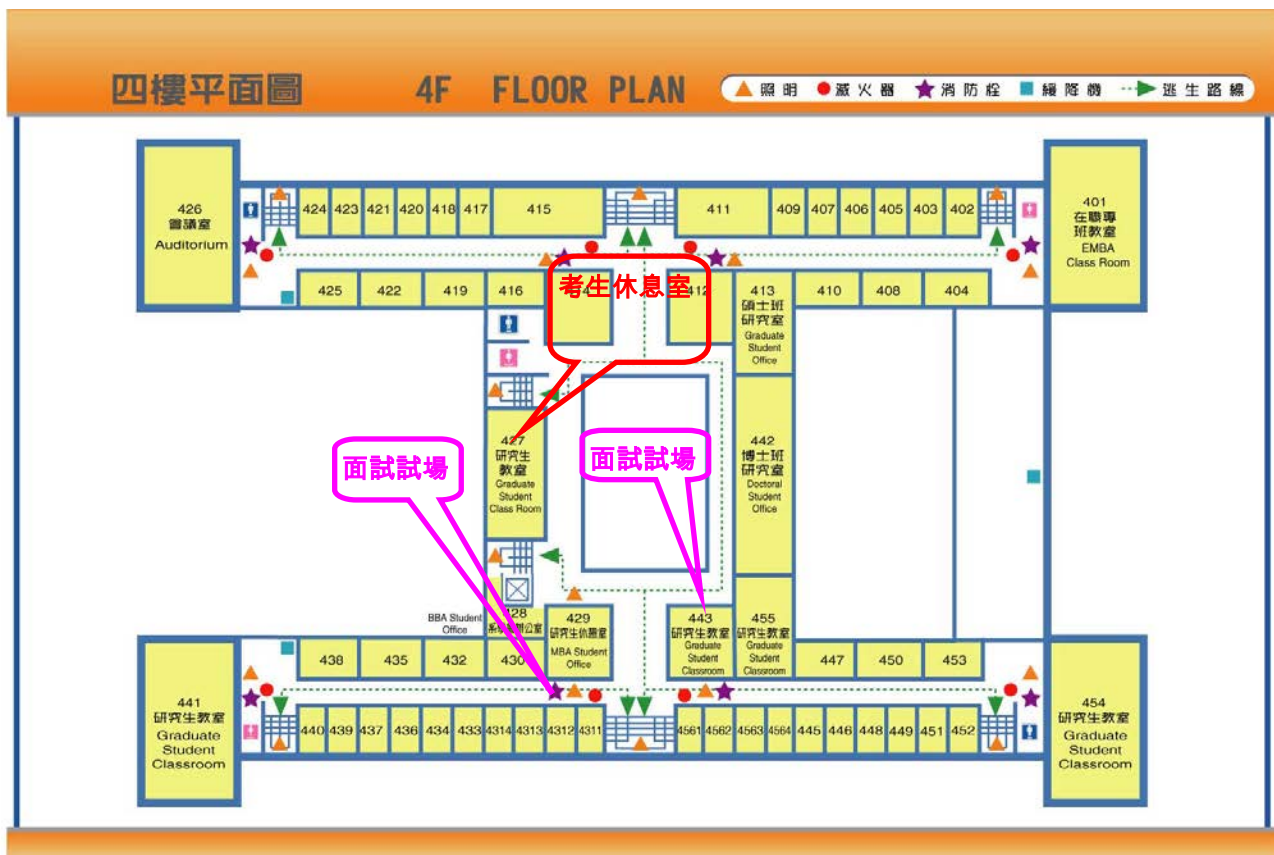 四樓平面圖 4F FLOOR PLAN 照明 滅火器 消防栓 緩降機 逃生路線
426
會議室
Auditorium
424 423 421 420 418 417 415 411 409 407 406 405 403 402
401
在職專
班教室
EMBA
Class Room
425 422 419 416
考生休息室
412
413
碩士班
研究室
Graduate
Student
Office
410 408 404
427
研究生
教室
Graduate
Student
Class Room
面試試場
面試試場
442
博士班
研究室
Doctoral
Student
Office
BBA Student
Office
428
429
研究生休憩室
MBA Student
Office
443
研究生教室
Graduate
Student
Classroom
455
研究生教室
Graduate
Student
Classroom
438 435 432 430
447 450 453
441
研究生教室
Graduate
Student
Classroom
440 439 437 436 434 433 4314 4313 4312 4311 4561 4562 4563 4564 445 446 448 449 451 452
454
研究生教室
Graduate
Student
Classroom